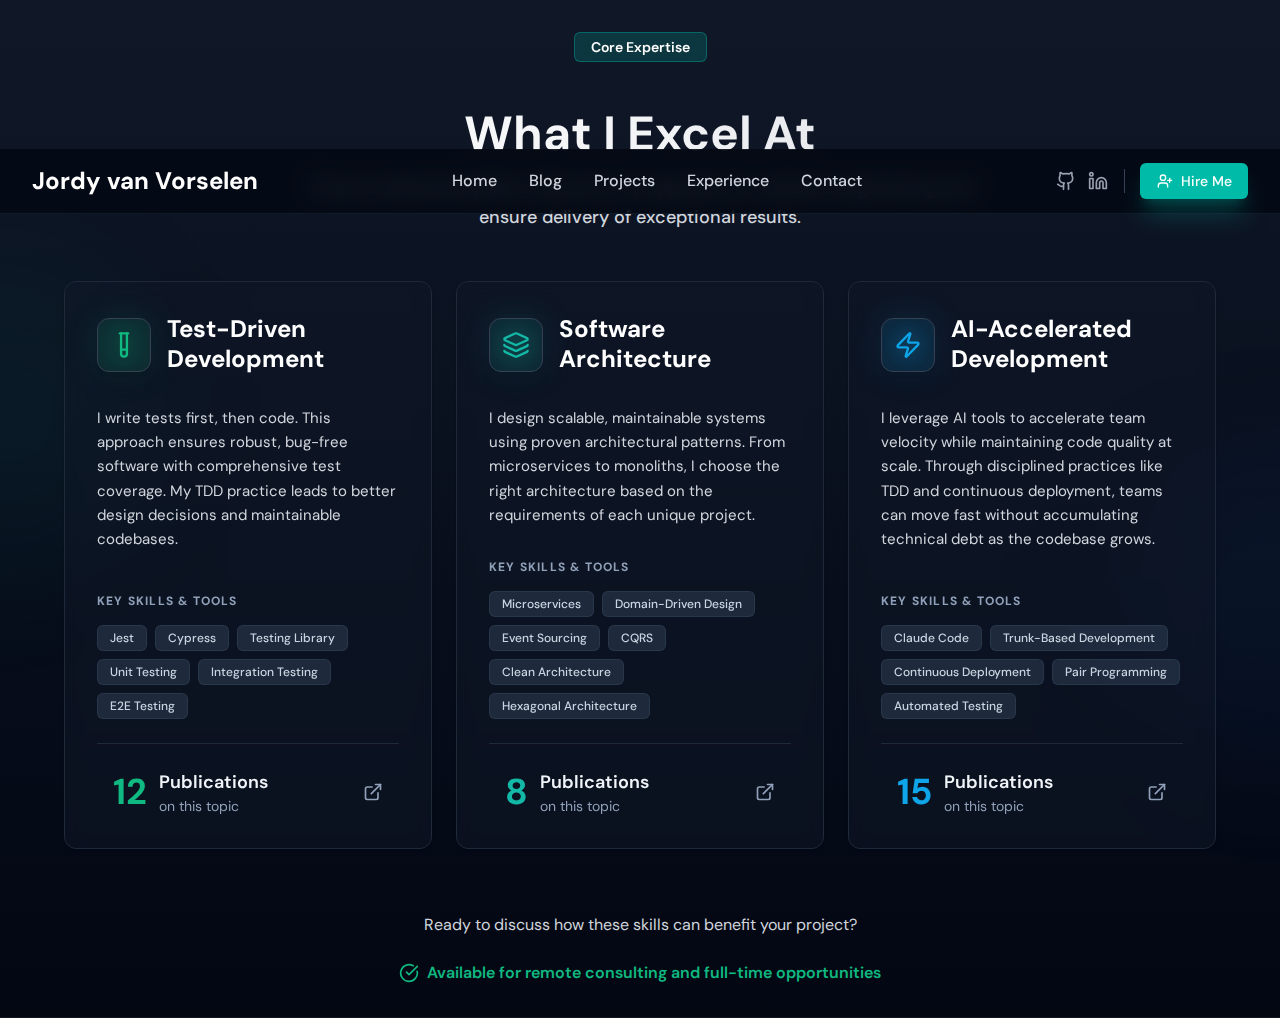 Core Expertise
What I Excel At
Jordy van Vorselen
Home
Blog
Projects
Experience
Contact
Hire Me
ensure delivery of exceptional results.
Test-Driven
Development
I write tests first, then code. This
approach ensures robust, bug-free
software with comprehensive test
coverage. My TDD practice leads to better
design decisions and maintainable
codebases.
KEY SKILLS & TOOLS
Jest
Cypress
Testing Library
Unit Testing
Integration Testing
E2E Testing
12
Publications
on this topic
Software
Architecture
I design scalable, maintainable systems
using proven architectural patterns. From
microservices to monoliths, I choose the
right architecture based on the
requirements of each unique project.
KEY SKILLS & TOOLS
Microservices
Domain-Driven Design
Event Sourcing
CQRS
Clean Architecture
Hexagonal Architecture
8
Publications
on this topic
AI-Accelerated
Development
I leverage AI tools to accelerate team
velocity while maintaining code quality at
scale. Through disciplined practices like
TDD and continuous deployment, teams
can move fast without accumulating
technical debt as the codebase grows.
KEY SKILLS & TOOLS
Claude Code
Trunk-Based Development
Continuous Deployment
Pair Programming
Automated Testing
15
Publications
on this topic
Ready to discuss how these skills can benefit your project?
Available for remote consulting and full-time opportunities